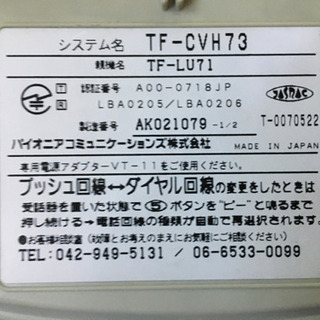 システム名 TF-CVH73
親機名 TF-LU71
T 認証番号 A00-0718JP
LBA0205/LBA0206
製造番号 AK021079 -1/2
T-0070522
パイオニアコミュニケーションズ株式会社 MADE IN JAPAN
専用電源アダプターVT-11をご使用ください。
プッシュ回線↔ダイヤル回線の変更をしたときは
受話器を置いた状態で⑤ボタンを"ピー"と鳴るまで
押し続ける→電話回線の種類が自動で再選択されます。
●お客様相談室(故障とお考えのまえにお気軽にご相談ください)
TEL:042-949-5131 / 06-6533-0099